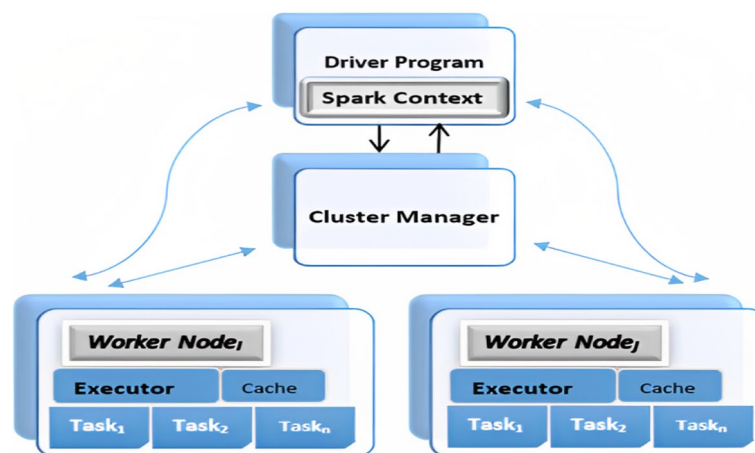 Driver Program
Spark Context
Cluster Manager
Worker Nodeᵢ
Executor Cache
Task₁ Task₂ Taskₙ
Worker Nodeⱼ
Executor Cache
Task₁ Task₂ Taskₙ